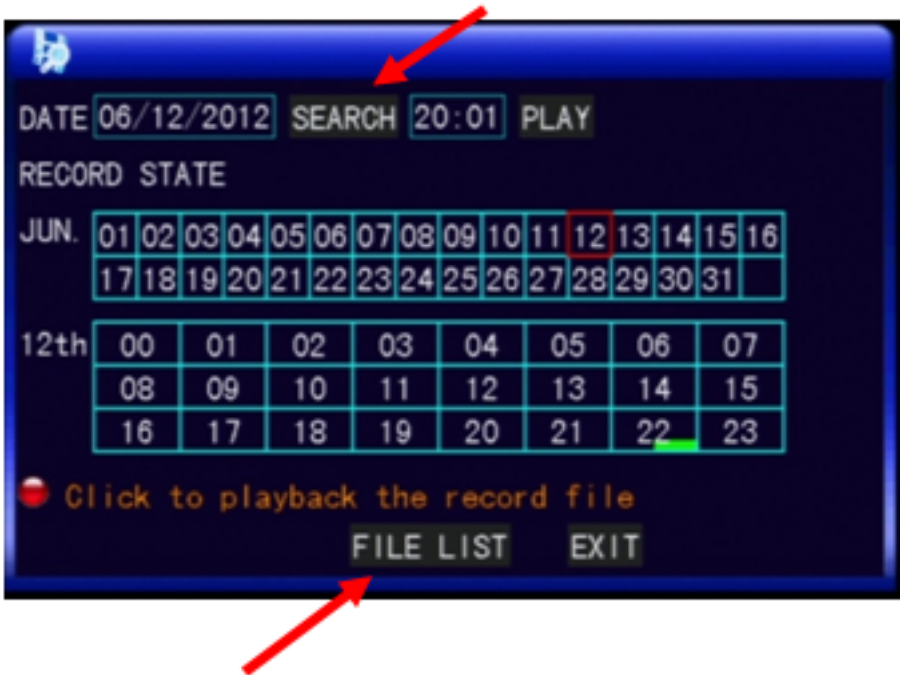 DATE 06/12/2012 SEARCH 20:01 PLAY
RECORD STATE
JUN. 01 02 03 04 05 06 07 08 09 10 11 12 13 14 15 16
17 18 19 20 21 22 23 24 25 26 27 28 29 30 31
12th 00 01 02 03 04 05 06 07
08 09 10 11 12 13 14 15
16 17 18 19 20 21 22 23
Click to playback the record file
FILE LIST EXIT